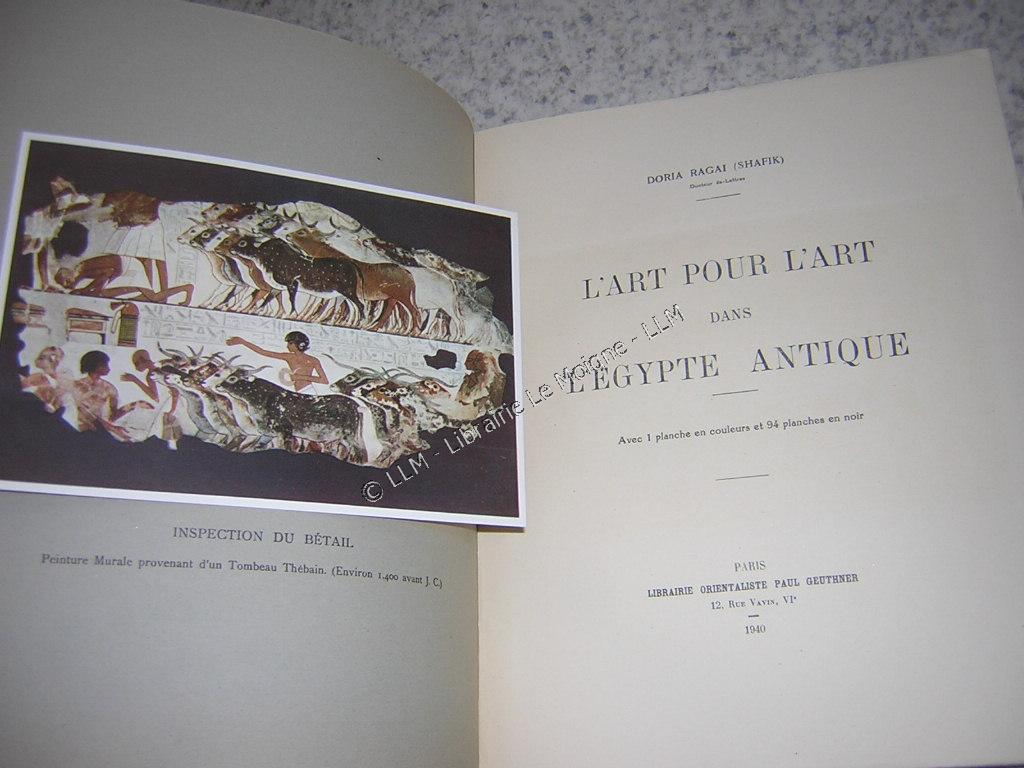 INSPECTION DU BÉTAIL
Peinture Murale provenant d'un Tombeau Thébain. (Environ 1.400 avant J. C.)
DORIA RAGAI (SHAFIK)
Docteur ès-Lettres
L'ART POUR L'ART
DANS
L'ÉGYPTE ANTIQUE
Avec 1 planche en couleurs et 94 planches en noir
PARIS
LIBRAIRIE ORIENTALISTE PAUL GEUTHNER
12, RUE VAVIN, VIe
1940
© LLM - Librairie Le Moigne - LLM